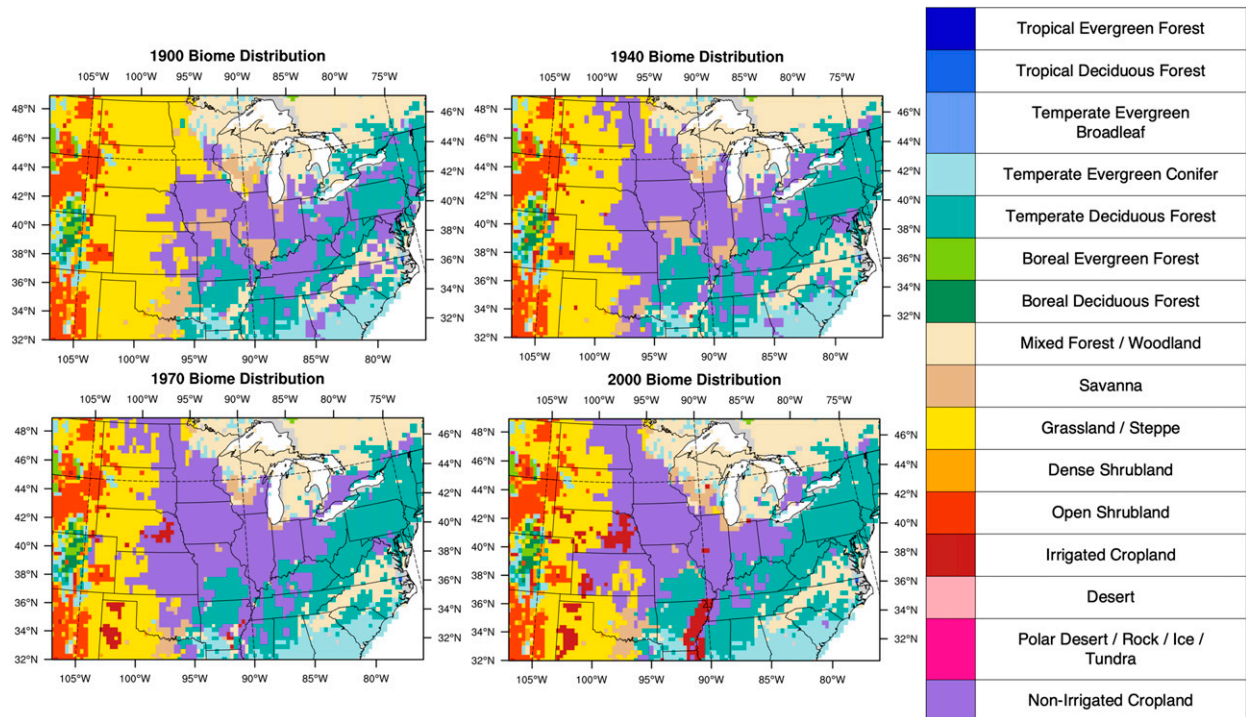 1900 Biome Distribution
105°W 100°W 95°W 90°W 85°W 80°W 75°W
48°N
46°N
44°N
42°N
40°N
38°N
36°N
34°N
32°N
46°N
44°N
42°N
40°N
38°N
36°N
34°N
32°N
105°W 100°W 95°W 90°W 85°W 80°W
1940 Biome Distribution
105°W 100°W 95°W 90°W 85°W 80°W 75°W
48°N
46°N
44°N
42°N
40°N
38°N
36°N
34°N
32°N
46°N
44°N
42°N
40°N
38°N
36°N
34°N
32°N
105°W 100°W 95°W 90°W 85°W 80°W
1970 Biome Distribution
105°W 100°W 95°W 90°W 85°W 80°W 75°W
48°N
46°N
44°N
42°N
40°N
38°N
36°N
34°N
32°N
46°N
44°N
42°N
40°N
38°N
36°N
34°N
32°N
105°W 100°W 95°W 90°W 85°W 80°W
2000 Biome Distribution
105°W 100°W 95°W 90°W 85°W 80°W 75°W
48°N
46°N
44°N
42°N
40°N
38°N
36°N
34°N
32°N
46°N
44°N
42°N
40°N
38°N
36°N
34°N
32°N
105°W 100°W 95°W 90°W 85°W 80°W
Tropical Evergreen Forest
Tropical Deciduous Forest
Temperate Evergreen
Broadleaf
Temperate Evergreen Conifer
Temperate Deciduous Forest
Boreal Evergreen Forest
Boreal Deciduous Forest
Mixed Forest / Woodland
Savanna
Grassland / Steppe
Dense Shrubland
Open Shrubland
Irrigated Cropland
Desert
Polar Desert / Rock / Ice /
Tundra
Non-Irrigated Cropland